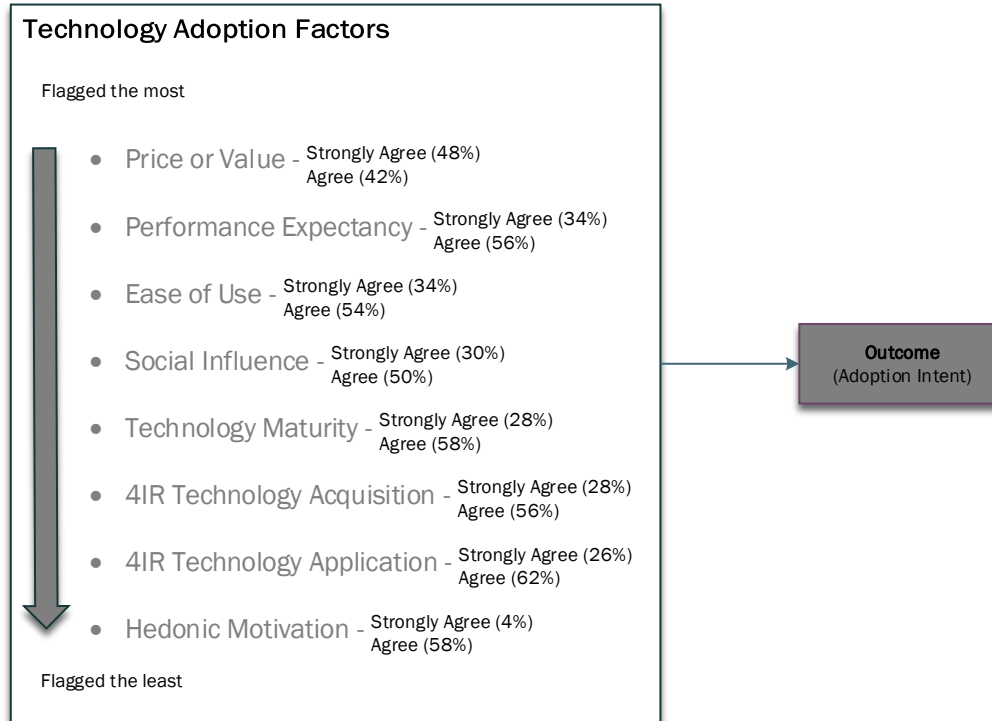 Technology Adoption Factors
Flagged the most
• Price or Value - Strongly Agree (48%)
Agree (42%)
• Performance Expectancy - Strongly Agree (34%)
Agree (56%)
• Ease of Use - Strongly Agree (34%)
Agree (54%)
• Social Influence - Strongly Agree (30%)
Agree (50%)
• Technology Maturity - Strongly Agree (28%)
Agree (58%)
• 4IR Technology Acquisition - Strongly Agree (28%)
Agree (56%)
• 4IR Technology Application - Strongly Agree (26%)
Agree (62%)
• Hedonic Motivation - Strongly Agree (4%)
Agree (58%)
Flagged the least
Outcome
(Adoption Intent)